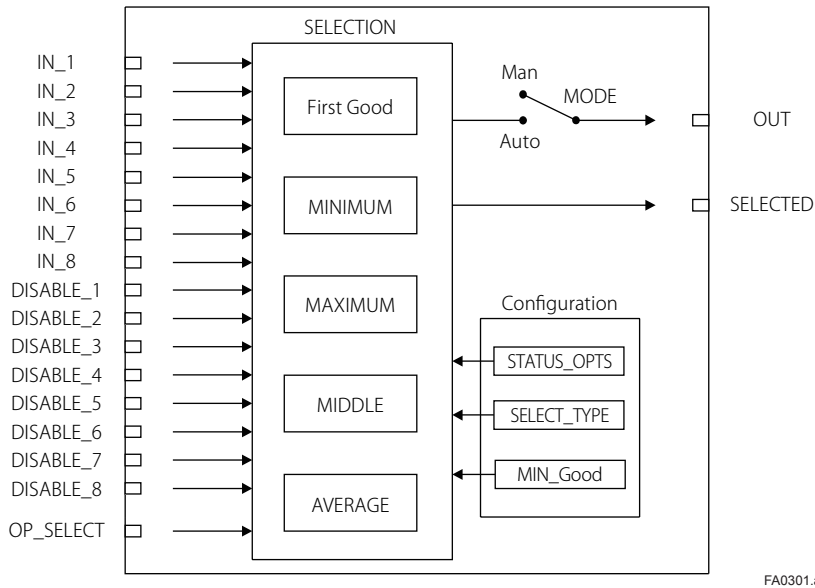 SELECTION
IN_1
IN_2
IN_3
IN_4
IN_5
IN_6
IN_7
IN_8
DISABLE_1
DISABLE_2
DISABLE_3
DISABLE_4
DISABLE_5
DISABLE_6
DISABLE_7
DISABLE_8
OP_SELECT
First Good
MINIMUM
MAXIMUM
MIDDLE
AVERAGE
Man
MODE
Auto
OUT
SELECTED
Configuration
STATUS_OPTS
SELECT_TYPE
MIN_Good